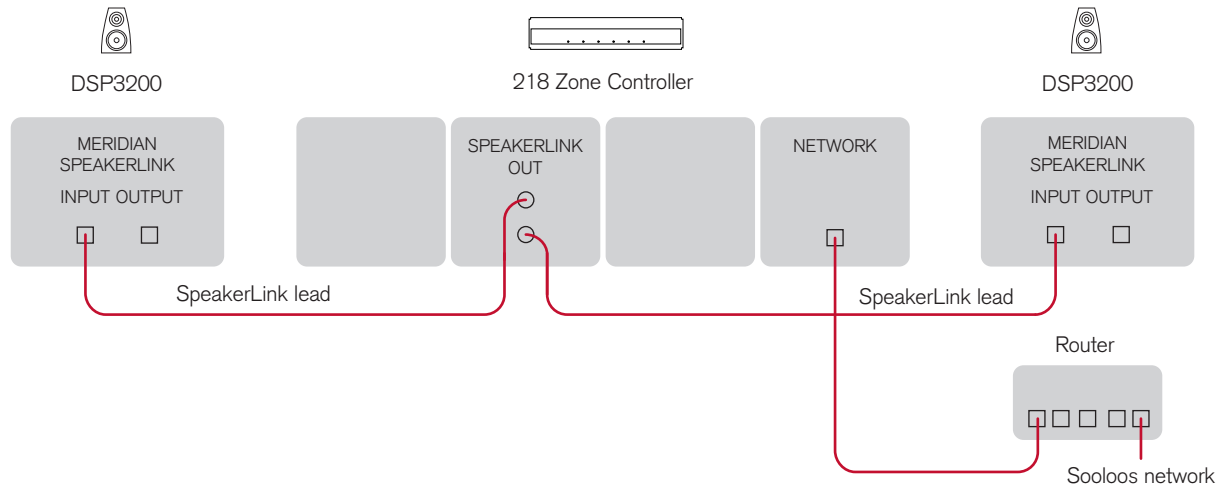 DSP3200
218 Zone Controller
DSP3200
MERIDIAN
SPEAKERLINK
INPUT OUTPUT
SPEAKERLINK
OUT
NETWORK
MERIDIAN
SPEAKERLINK
INPUT OUTPUT
SpeakerLink lead
SpeakerLink lead
Router
Sooloos network